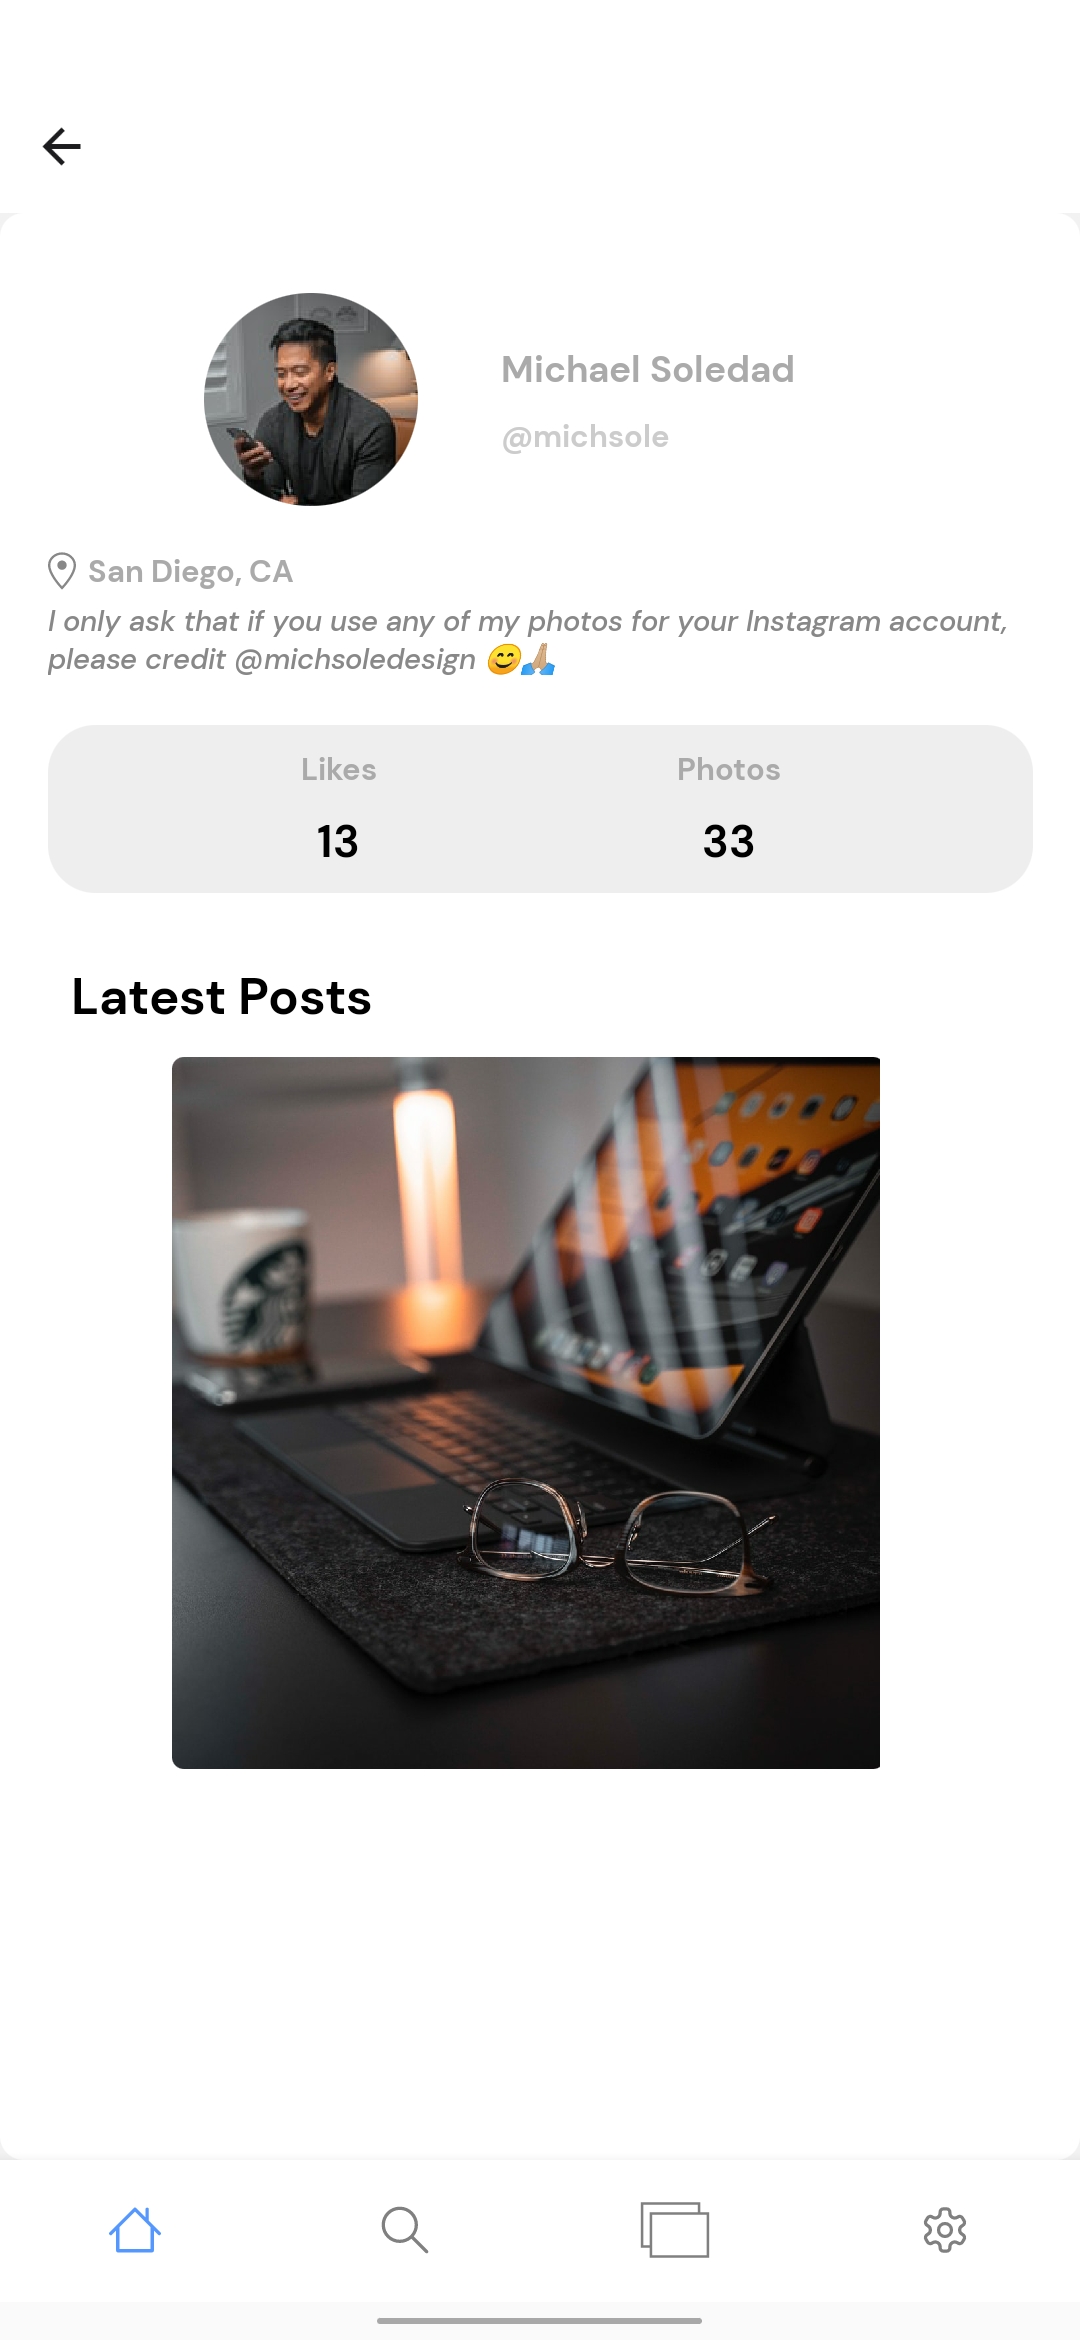 Michael Soledad
@michsole
San Diego, CA
I only ask that if you use any of my photos for your Instagram account,
please credit @michsoledesign 😊🙏🏽
Likes
Photos
13
33
Latest Posts